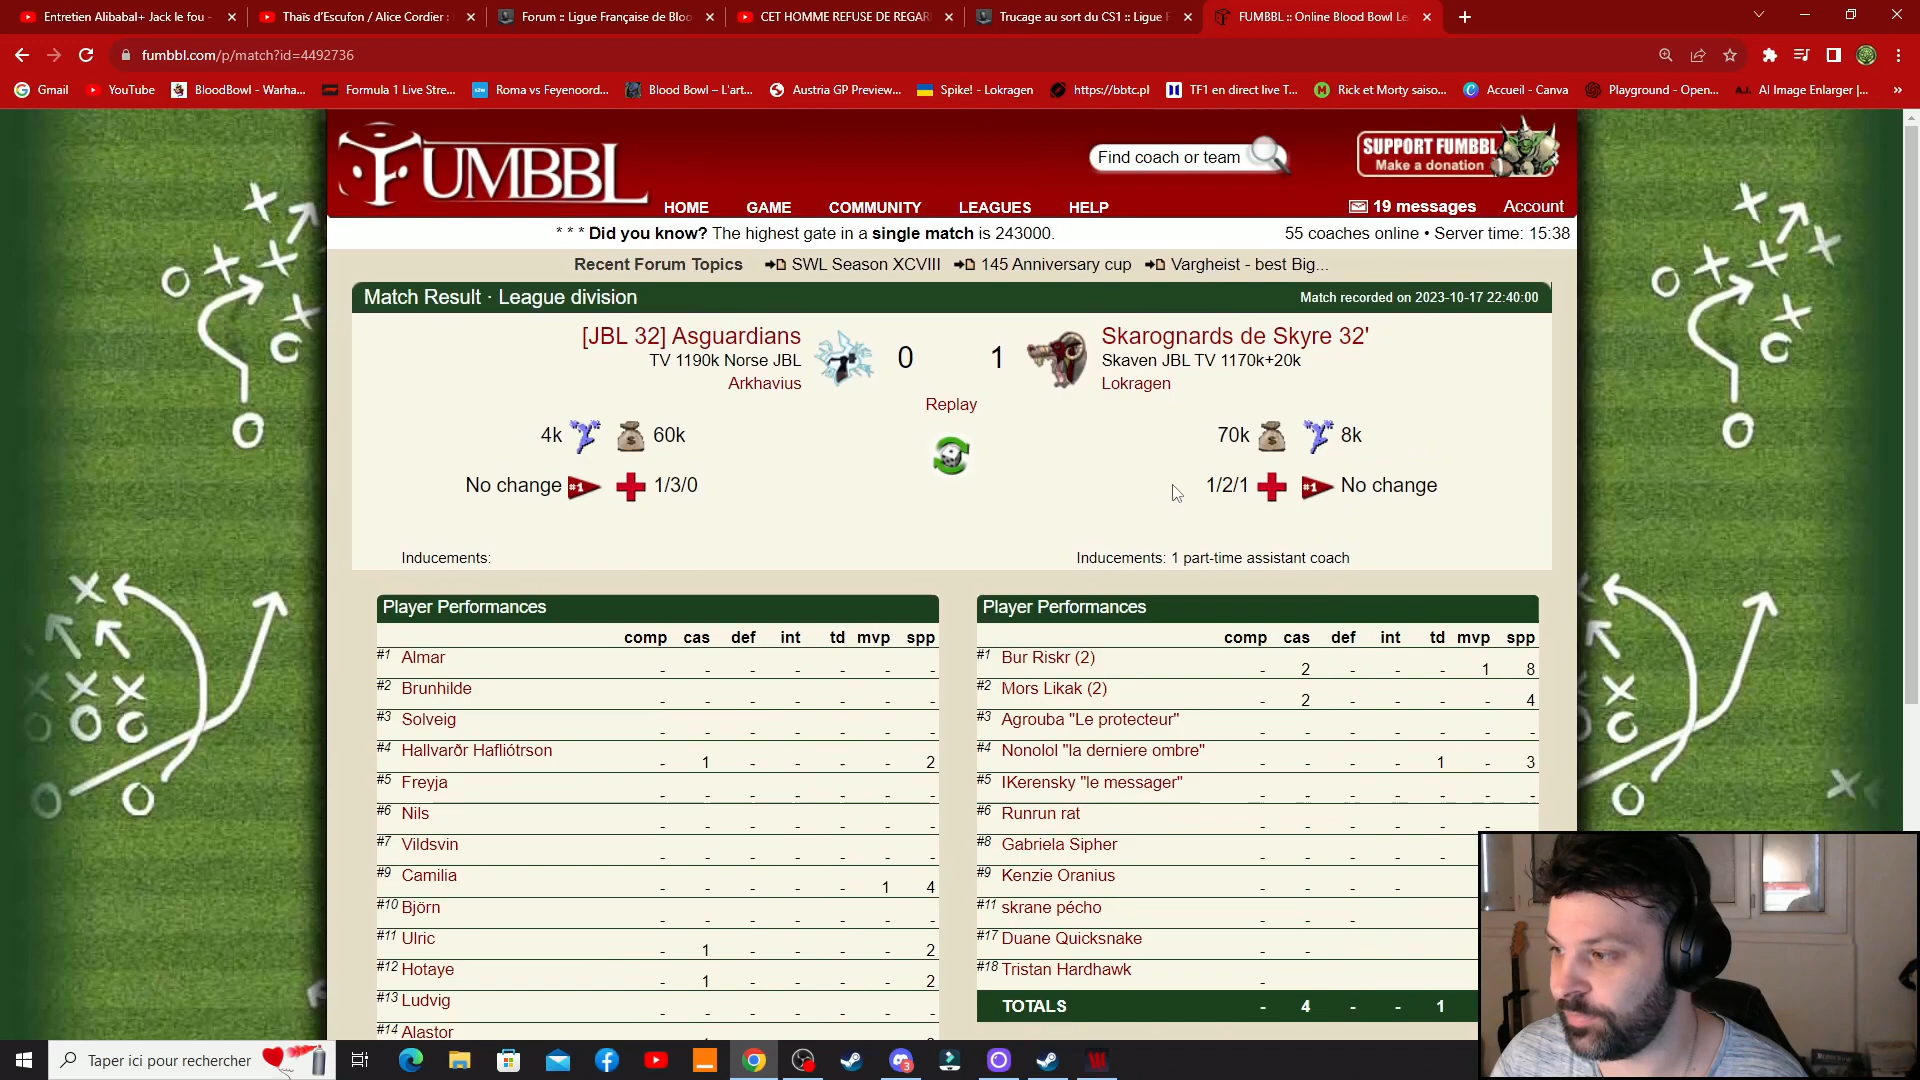 Entretien Alibabal+ Jack le fou -
Thaïs d'Escufon / Alice Cordier :
Forum :: Ligue Française de Bloo
CET HOMME REFUSE DE REGAR
Trucage au sort du CS1 :: Ligue F
FUMBBL :: Online Blood Bowl Le
fumbbl.com/p/match?id=4492736
Gmail
YouTube
BloodBowl - Warha...
Formula 1 Live Stre...
Roma vs Feyenoord...
Blood Bowl – L'art...
Austria GP Preview...
Spike! - Lokragen
https://bbtc.pl
TF1 en direct live T...
Rick et Morty saiso...
Accueil - Canva
Playground - Open...
AI Image Enlarger |...
FUMBBL
Find coach or team
SUPPORT FUMBBL
Make a donation
HOME GAME COMMUNITY LEAGUES HELP
19 messages Account
* * * Did you know? The highest gate in a single match is 243000.
55 coaches online • Server time: 15:38
Recent Forum Topics SWL Season XCVIII 145 Anniversary cup Vargheist - best Big...
Match Result · League division
Match recorded on 2023-10-17 22:40:00
[JBL 32] Asguardians
TV 1190k Norse JBL
Arkhavius
0 1
Skarognards de Skyre 32'
Skaven JBL TV 1170k+20k
Lokragen
Replay
4k 60k
70k 8k
No change #1 1/3/0
1/2/1 #1 No change
Inducements:
Inducements: 1 part-time assistant coach
Player Performances
comp cas def int td mvp spp
#1 Almar - - - - - - -
#2 Brunhilde - - - - - - -
#3 Solveig - - - - - - -
#4 Hallvarðr Hafliótrson - 1 - - - - 2
#5 Freyja - - - - - - -
#6 Nils - - - - - - -
#7 Vildsvin - - - - - - -
#9 Camilia - - - - - 1 4
#10 Björn - - - - - - -
#11 Ulric - 1 - - - - 2
#12 Hotaye - 1 - - - - 2
#13 Ludvig - - - - - - -
#14 Alastor
Player Performances
comp cas def int td mvp spp
#1 Bur Riskr (2) - 2 - - - 1 8
#2 Mors Likak (2) - 2 - - - - 4
#3 Agrouba "Le protecteur" - - - - - - -
#4 Nonolol "la derniere ombre" - - - - 1 - 3
#5 IKerensky "le messager" - - - - - - -
#6 Runrun rat - - - - - - -
#8 Gabriela Sipher - - - - -
#9 Kenzie Oranius - - - -
#11 skrane pécho - - -
#17 Duane Quicksnake - -
#18 Tristan Hardhawk -
TOTALS - 4 - - 1
Taper ici pour rechercher
3